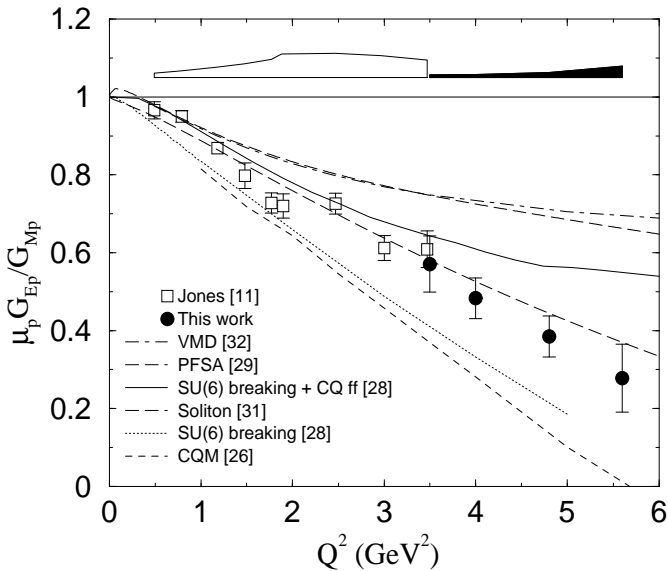 1.2
1
0.8
0.6
0.4
0.2
0
μpGEp/GMp
Jones [11]
This work
VMD [32]
PFSA [29]
SU(6) breaking + CQ ff [28]
Soliton [31]
SU(6) breaking [28]
CQM [26]
0 1 2 3 4 5 6
Q² (GeV²)